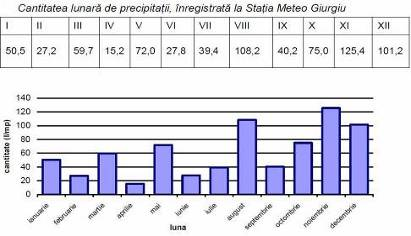 Cantitatea lunară de precipitații, înregistrată la Stația Meteo Giurgiu
I II III IV V VI VII VIII IX X XI XII
50,5 27,2 59,7 15,2 72,0 27,8 39,4 108,2 40,2 75,0 125,4 101,2
140
120
100
80
60
40
20
0
cantitate (l/mp)
ianuarie februarie martie aprilie mai iunie iulie august septembrie octombrie noiembrie decembrie
luna